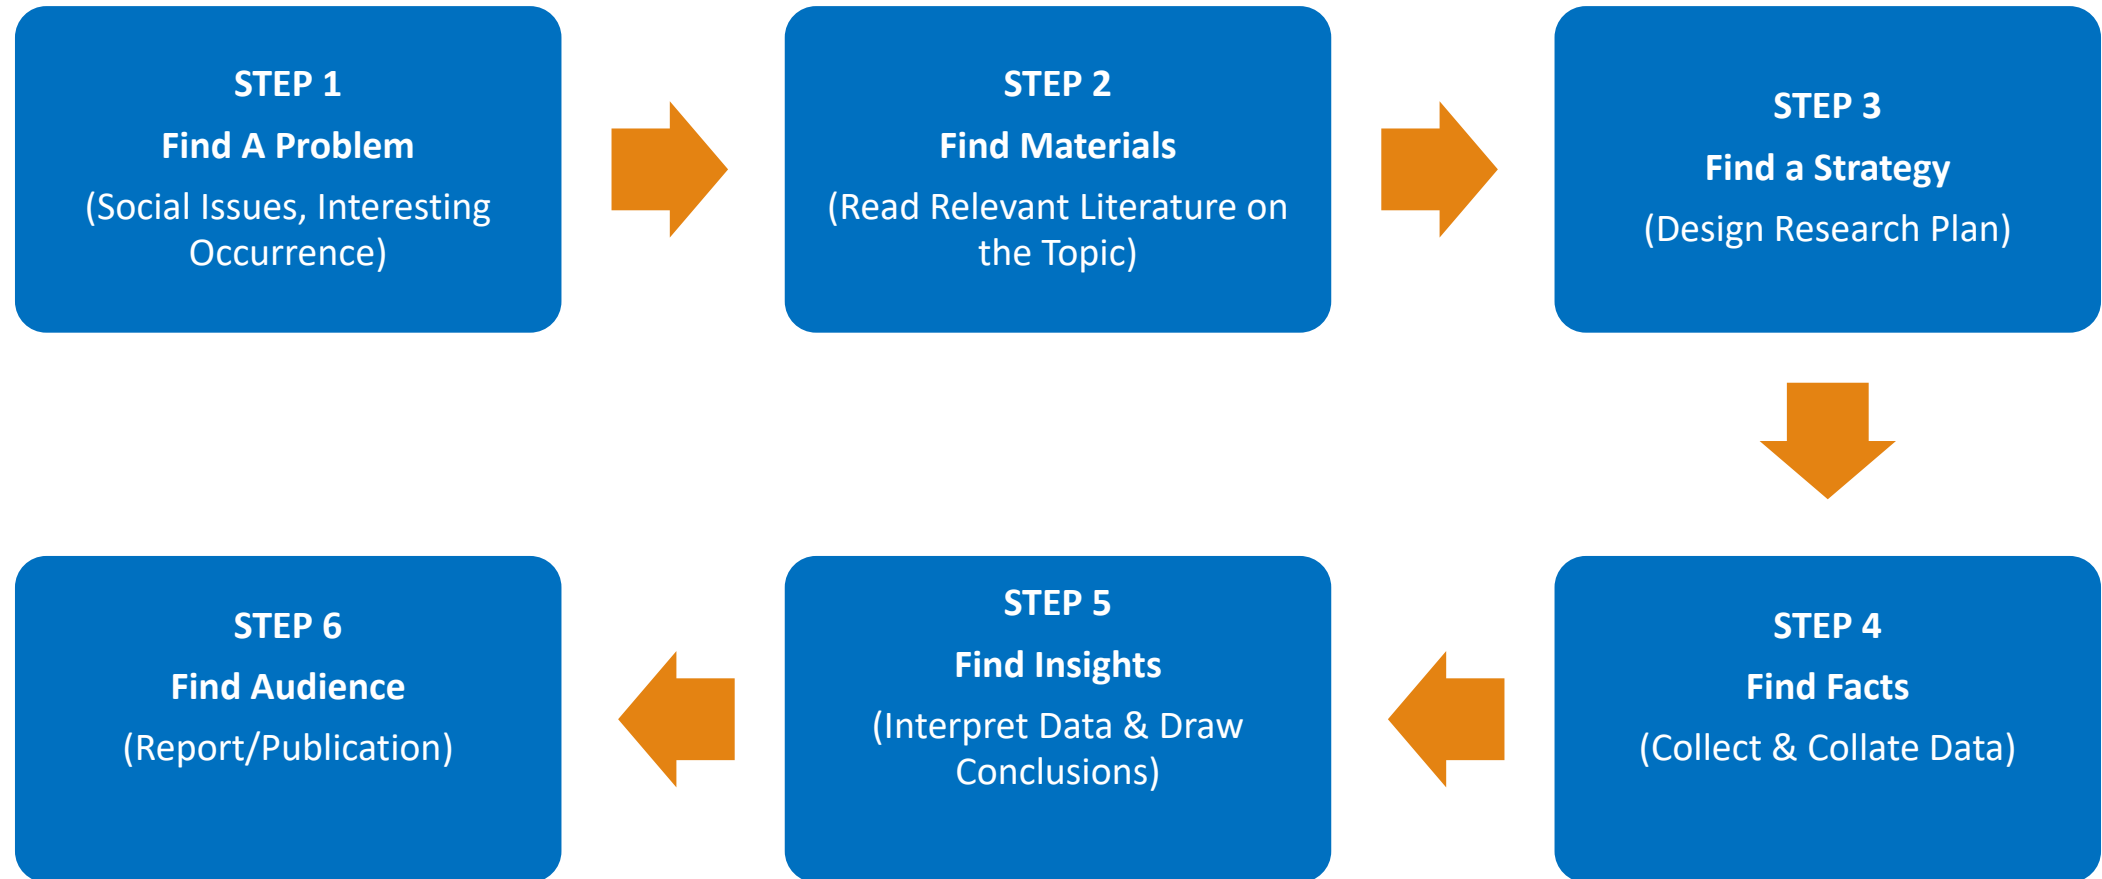 STEP 1
Find A Problem
(Social Issues, Interesting
Occurrence)
STEP 2
Find Materials
(Read Relevant Literature on
the Topic)
STEP 3
Find a Strategy
(Design Research Plan)
STEP 4
Find Facts
(Collect & Collate Data)
STEP 5
Find Insights
(Interpret Data & Draw
Conclusions)
STEP 6
Find Audience
(Report/Publication)